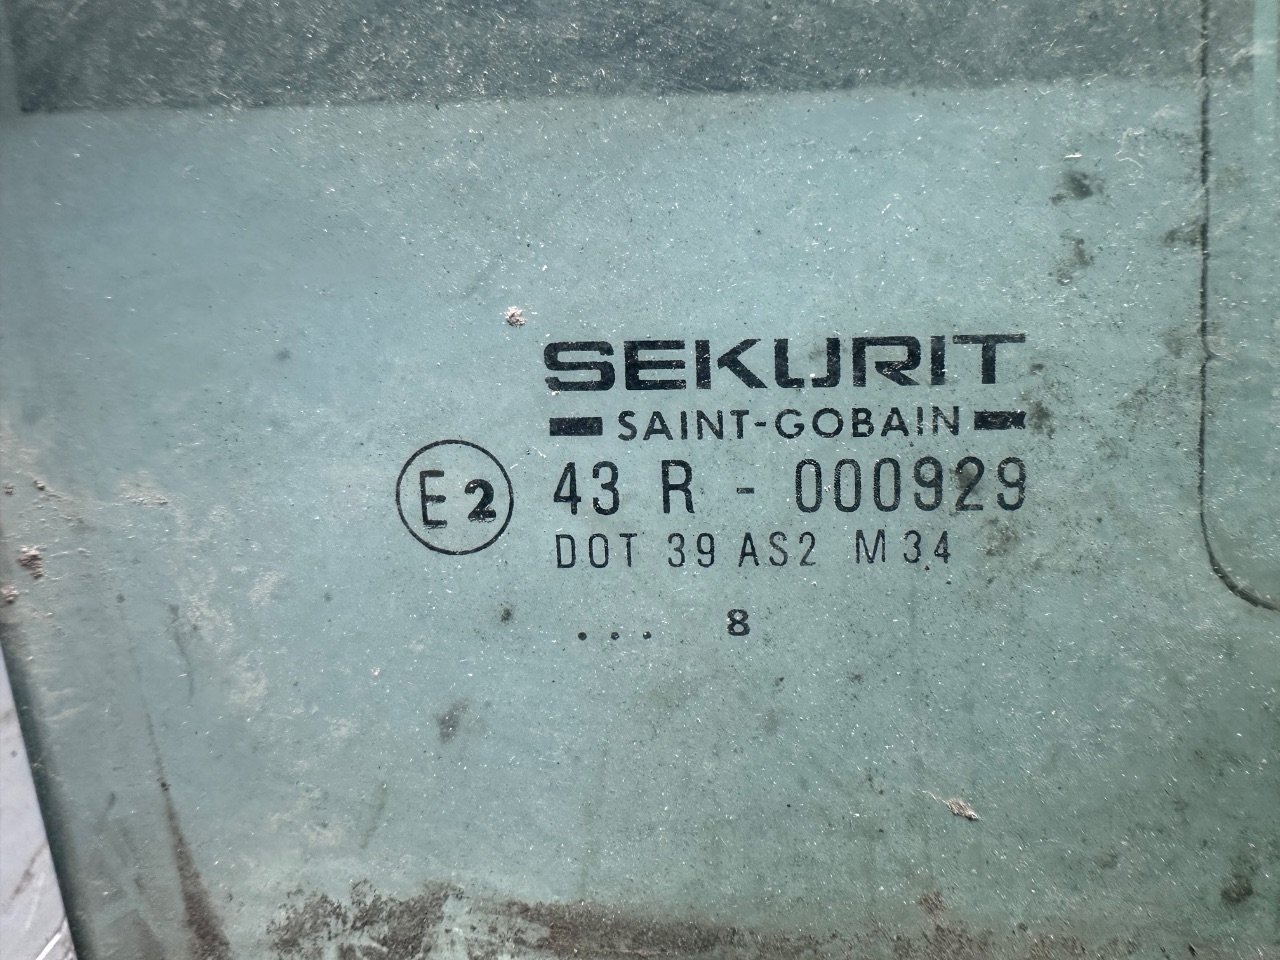 SEKURIT
SAINT-GOBAIN
E2 43 R - 000929
DOT 39 AS2 M34
... 8